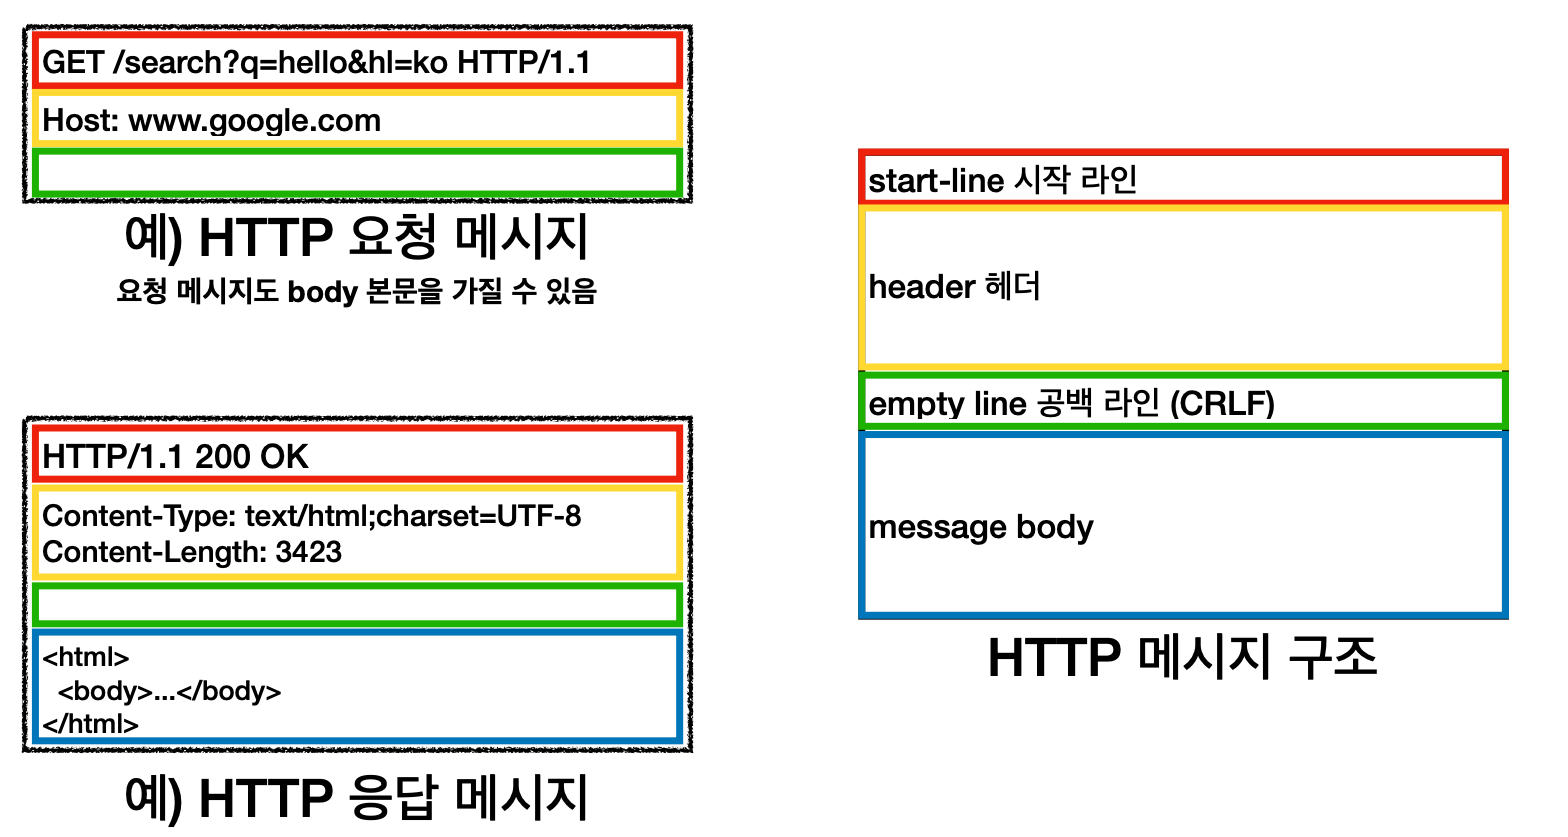 GET /search?q=hello&hl=ko HTTP/1.1
Host: www.google.com
예) HTTP 요청 메시지
요청 메시지도 body 본문을 가질 수 있음
HTTP/1.1 200 OK
Content-Type: text/html;charset=UTF-8
Content-Length: 3423
<html>
  <body>...</body>
</html>
예) HTTP 응답 메시지
start-line 시작 라인
header 헤더
empty line 공백 라인 (CRLF)
message body
HTTP 메시지 구조